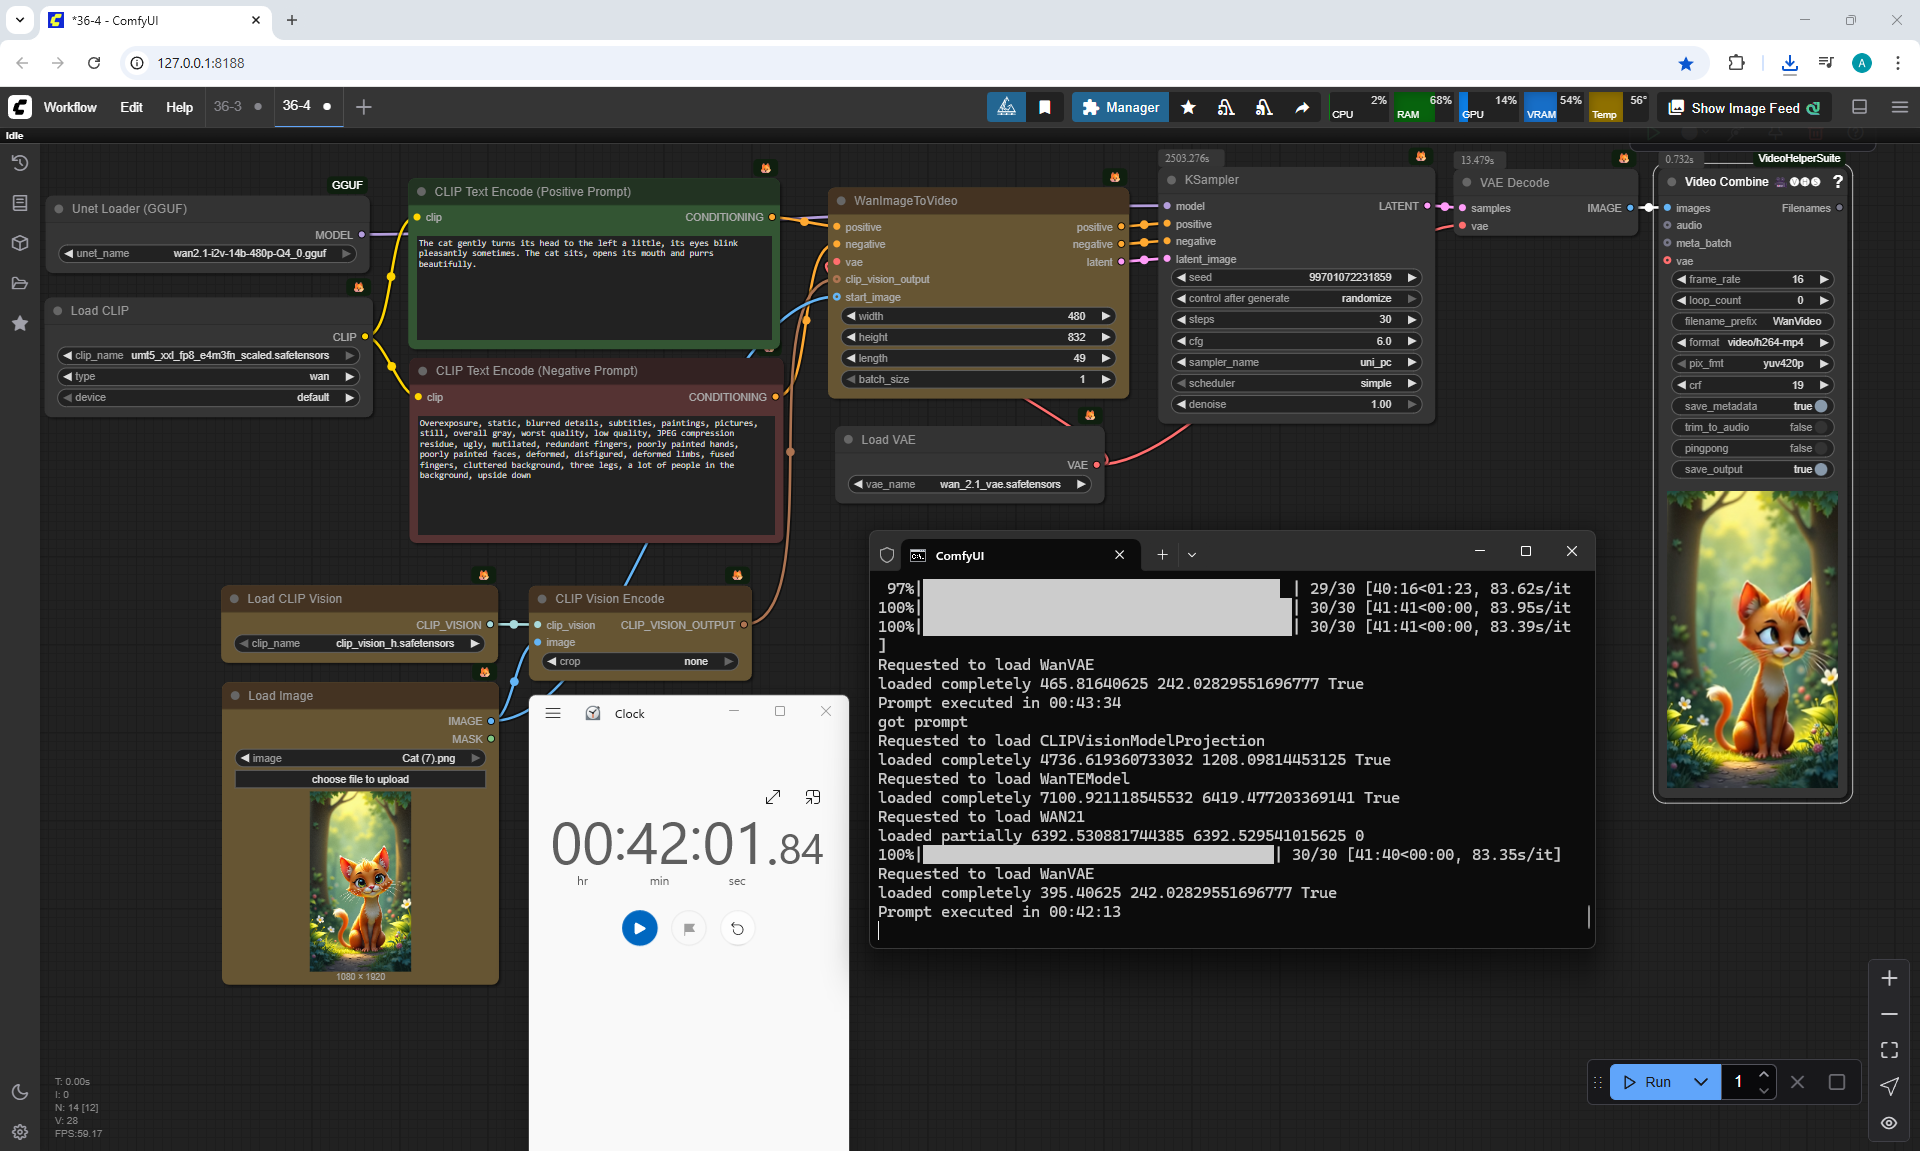 *36-4 - ComfyUI
127.0.0.1:8188
A
Workflow
Edit
Help
36-3
36-4
Manager
CPU 2%
RAM 68%
GPU 14%
VRAM 54%
Temp 56°
Show Image Feed
Idle
GGUF
Unet Loader (GGUF)
MODEL
unet_name wan2.1-i2v-14b-480p-Q4_0.gguf
Load CLIP
CLIP
clip_name umt5_xxl_fp8_e4m3fn_scaled.safetensors
type wan
device default
CLIP Text Encode (Positive Prompt)
clip CONDITIONING
The cat gently turns its head to the left a little, its eyes blink
pleasantly sometimes. The cat sits, opens its mouth and purrs
beautifully.
CLIP Text Encode (Negative Prompt)
clip CONDITIONING
Overexposure, static, blurred details, subtitles, paintings, pictures,
still, overall gray, worst quality, low quality, JPEG compression
residue, ugly, mutilated, redundant fingers, poorly painted hands,
poorly painted faces, deformed, disfigured, deformed limbs, fused
fingers, cluttered background, three legs, a lot of people in the
background, upside down
WanImageToVideo
positive positive
negative negative
vae latent
clip_vision_output
start_image
width 480
height 832
length 49
batch_size 1
Load VAE
VAE
vae_name wan_2.1_vae.safetensors
2503.276s
KSampler
model LATENT
positive
negative
latent_image
seed 99701072231859
control after generate randomize
steps 30
cfg 6.0
sampler_name uni_pc
scheduler simple
denoise 1.00
13.479s
VAE Decode
samples IMAGE
vae
0.732s
VideoHelperSuite
Video Combine VHS ?
images Filenames
audio
meta_batch
vae
frame_rate 16
loop_count 0
filename_prefix WanVideo
format video/h264-mp4
pix_fmt yuv420p
crf 19
save_metadata true
trim_to_audio false
pingpong false
save_output true
Load CLIP Vision
CLIP_VISION
clip_name clip_vision_h.safetensors
CLIP Vision Encode
clip_vision CLIP_VISION_OUTPUT
image
crop none
Load Image
IMAGE
MASK
image Cat (7).png
choose file to upload
1080 × 1920
Clock
00:42:01.84
hr min sec
ComfyUI
97%| | 29/30 [40:16<01:23, 83.62s/it
100%| | 30/30 [41:41<00:00, 83.95s/it
100%| | 30/30 [41:41<00:00, 83.39s/it
]
Requested to load WanVAE
loaded completely 465.81640625 242.02829551696777 True
Prompt executed in 00:43:34
got prompt
Requested to load CLIPVisionModelProjection
loaded completely 4736.619360733032 1208.09814453125 True
Requested to load WanTEModel
loaded completely 7100.921118545532 6419.477203369141 True
Requested to load WAN21
loaded partially 6392.530881744385 6392.529541015625 0
100%| | 30/30 [41:40<00:00, 83.35s/it]
Requested to load WanVAE
loaded completely 395.40625 242.02829551696777 True
Prompt executed in 00:42:13
T: 0.00s
I: 0
N: 14 [12]
V: 28
FPS:59.17
Run
1